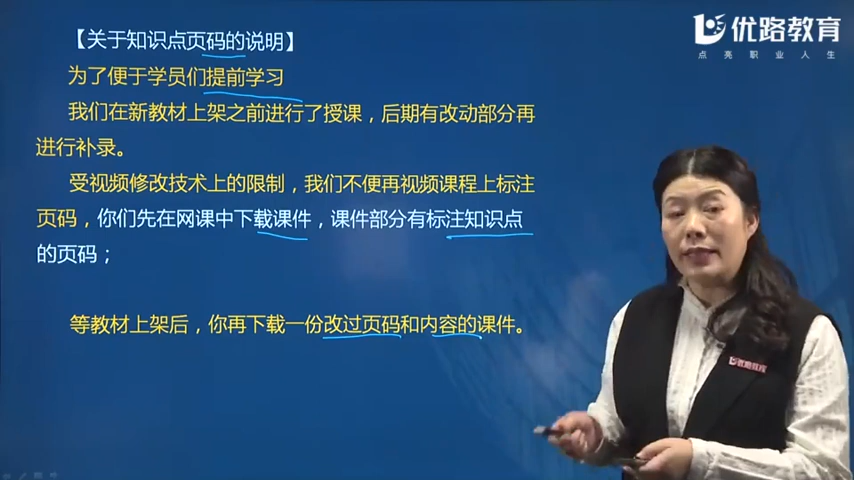 优路教育
点亮职业人生
【关于知识点页码的说明】
为了便于学员们提前学习
我们在新教材上架之前进行了授课，后期有改动部分再
进行补录。
受视频修改技术上的限制，我们不便再视频课程上标注
页码，你们先在网课中下载课件，课件部分有标注知识点
的页码；
等教材上架后，你再下载一份改过页码和内容的课件。
优路教育